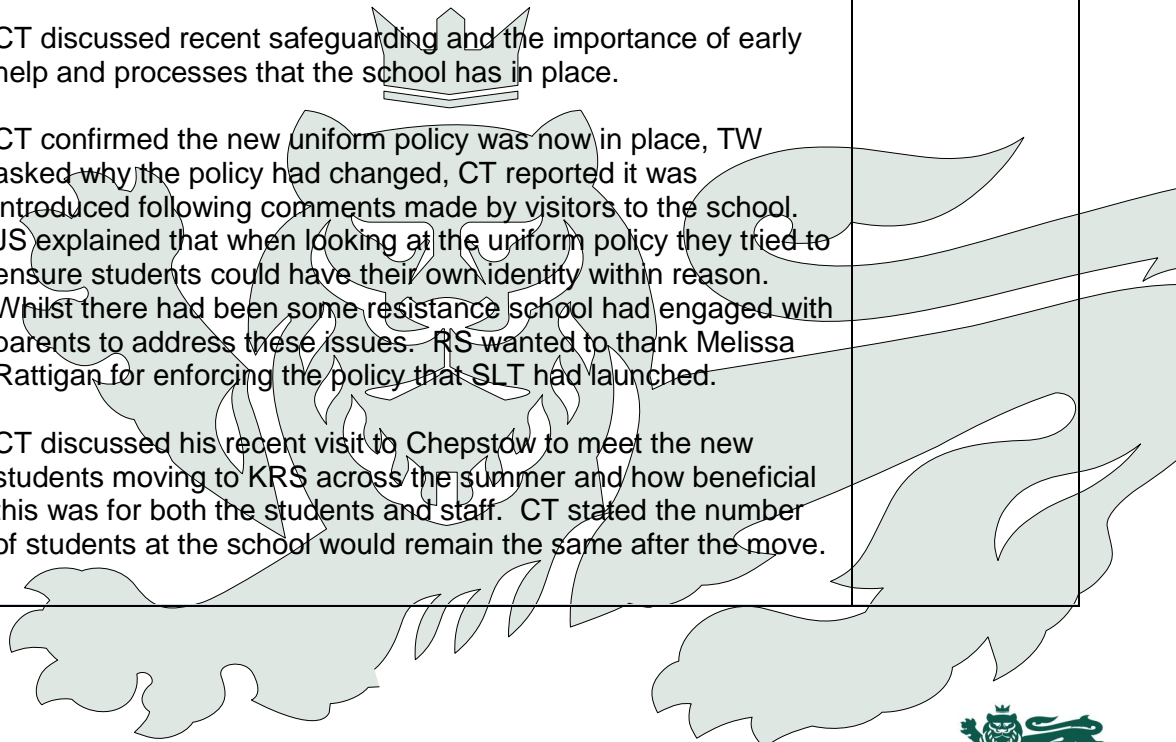 CT discussed recent safeguarding and the importance of early
help and processes that the school has in place.
CT confirmed the new uniform policy was now in place, TW
asked why the policy had changed, CT reported it was
introduced following comments made by visitors to the school.
JS explained that when looking at the uniform policy they tried to
ensure students could have their own identity within reason.
Whilst there had been some resistance school had engaged with
parents to address these issues.  RS wanted to thank Melissa
Rattigan for enforcing the policy that SLT had launched.
CT discussed his recent visit to Chepstow to meet the new
students moving to KRS across the summer and how beneficial
this was for both the students and staff.  CT stated the number
of students at the school would remain the same after the move.